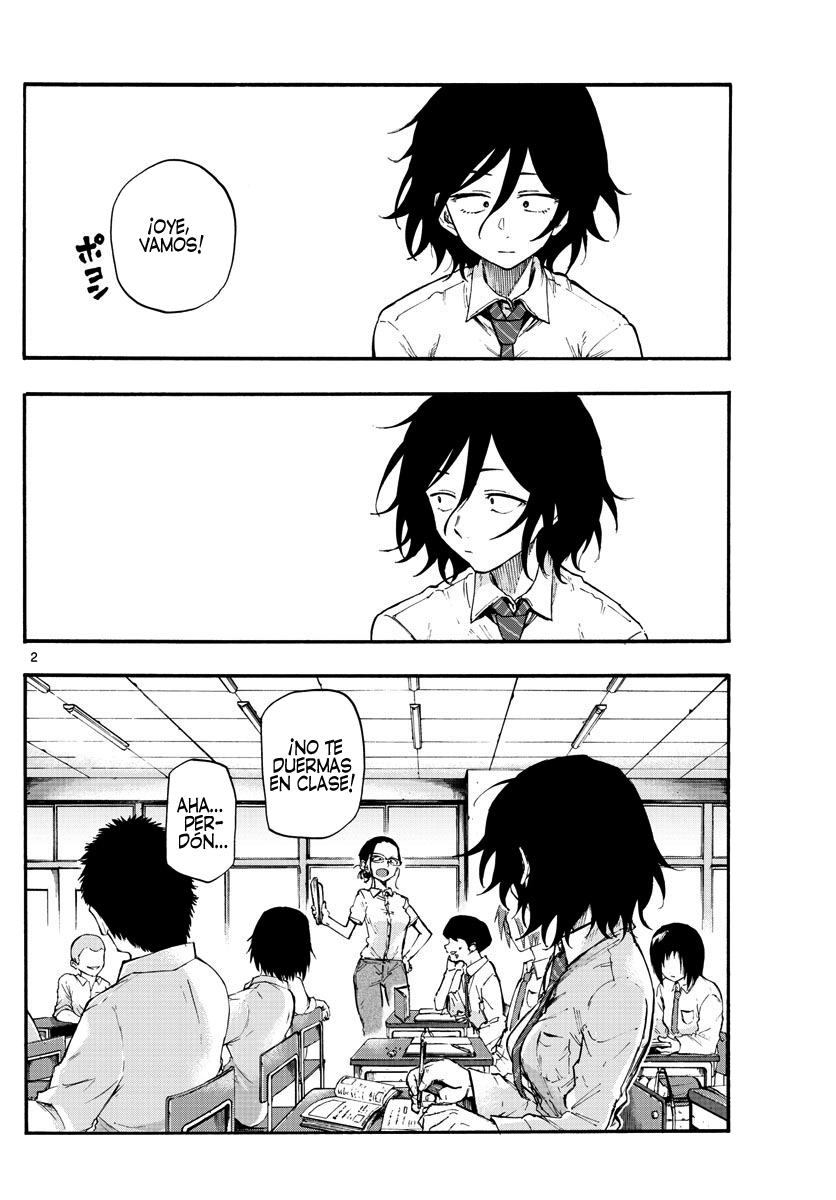 ¡OYE,
VAMOS!
ポコン
2
¡NO TE
DUERMAS
EN CLASE!
AHA...
PER-
DÓN...